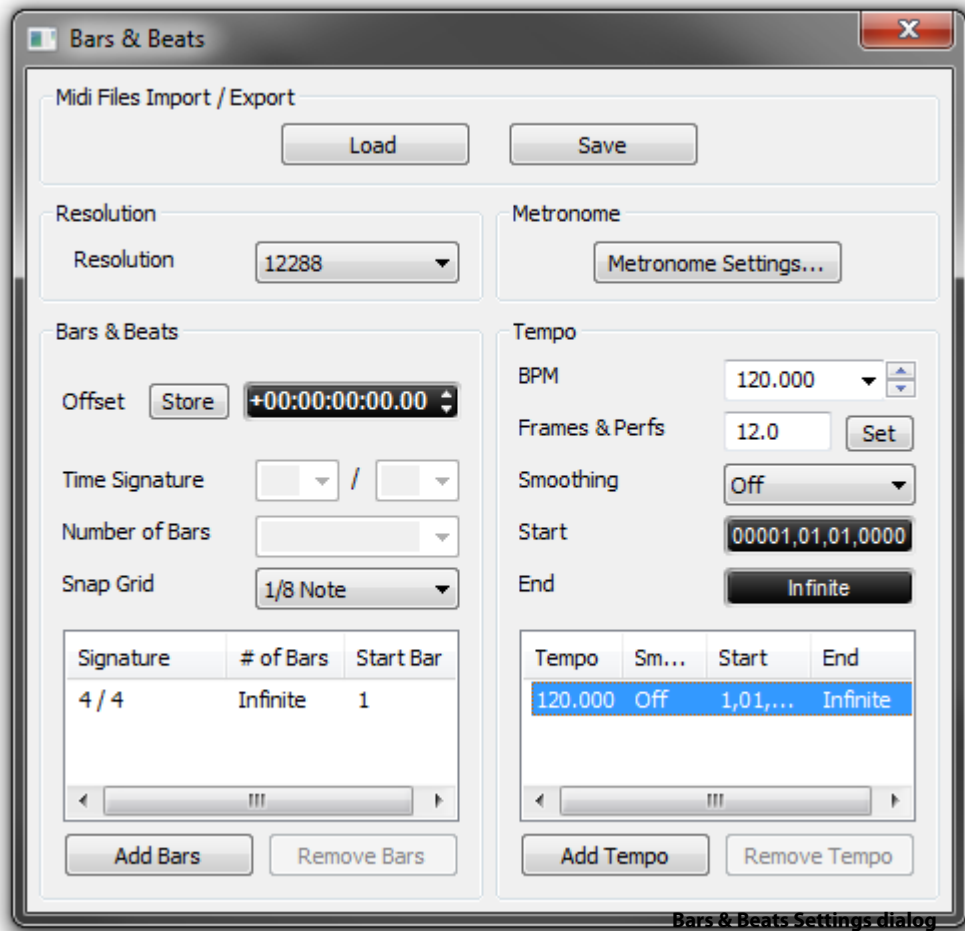 Bars & Beats
Midi Files Import / Export
Load Save
Resolution
Resolution 12288
Metronome
Metronome Settings...
Bars & Beats
Offset Store +00:00:00:00.00
Time Signature /
Number of Bars
Snap Grid 1/8 Note
Signature # of Bars Start Bar
4 / 4 Infinite 1
Add Bars Remove Bars
Tempo
BPM 120.000
Frames & Perfs 12.0 Set
Smoothing Off
Start 00001,01,01,0000
End Infinite
Tempo Sm... Start End
120.000 Off 1,01,... Infinite
Add Tempo Remove Tempo
Bars & Beats Settings dialog